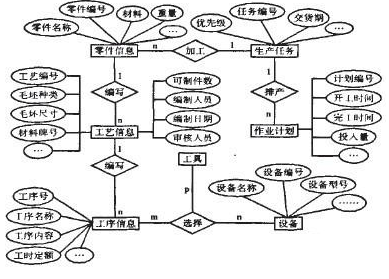 零件编号
材料
重量
零件名称
…
零件信息
n
加工
1
生产任务
优先级
任务编号
交货期
…
1
编写
n
1
排产
n
工艺编号
毛坯种类
毛坯尺寸
材料牌号
…
工艺信息
可制件数
编制人员
编制日期
审核人员
作业计划
计划编号
开工时间
完工时间
投入量
…
1
编写
n
工具
p
工序号
工序名称
工序内容
工时定额
…
工序信息
m
选择
n
设备
设备名称
设备编号
设备型号
……